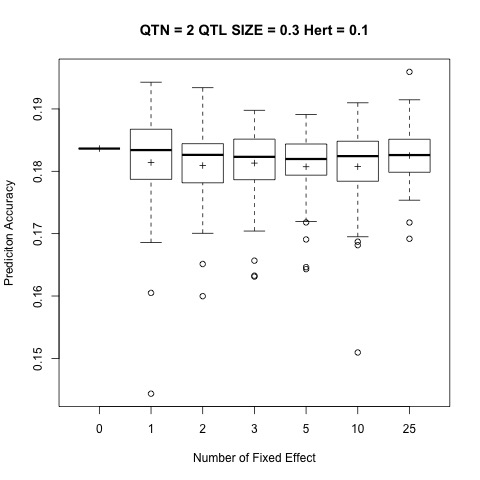 QTN = 2 QTL SIZE = 0.3 Hert = 0.1
Prediciton Accuracy
0.19
0.18
0.17
0.16
0.15
0 1 2 3 5 10 25
Number of Fixed Effect